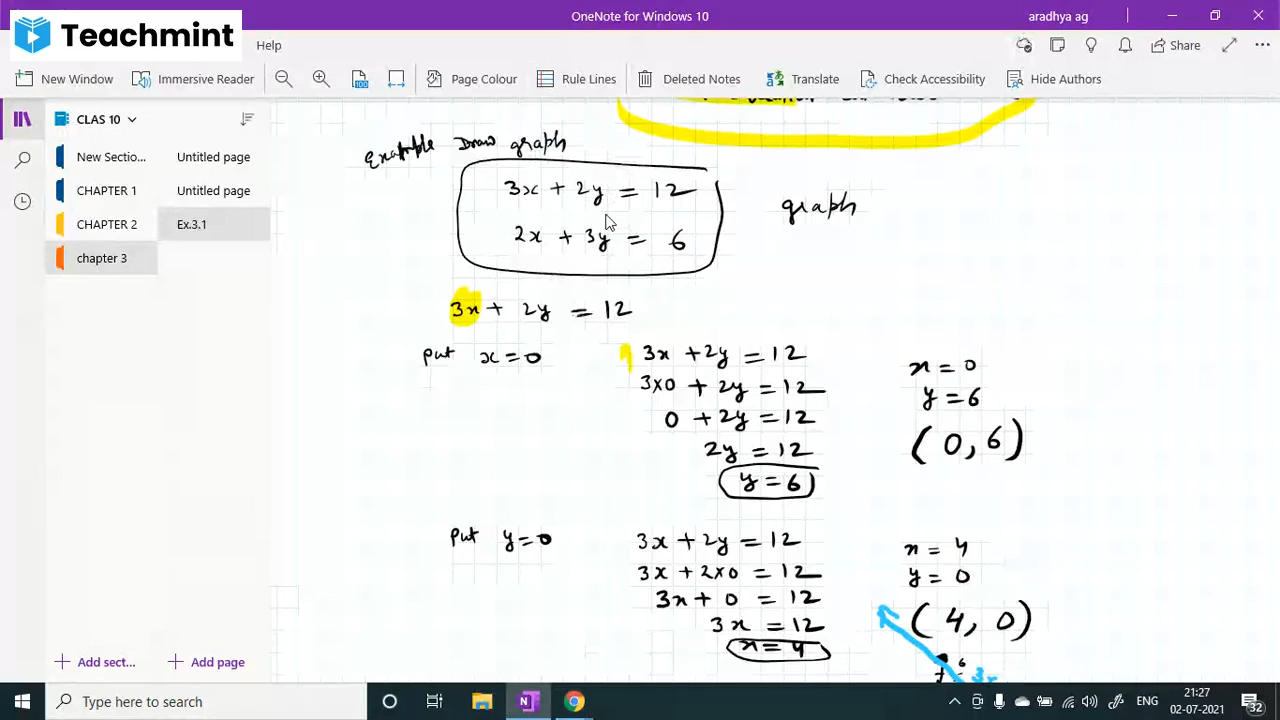 Teachmint
OneNote for Windows 10
aradhya ag
Help
Share
New Window
Immersive Reader
100
Page Colour
Rule Lines
Deleted Notes
Translate
Check Accessibility
Hide Authors
CLAS 10
New Sectio...
Untitled page
CHAPTER 1
Untitled page
CHAPTER 2
Ex.3.1
chapter 3
Example Draw graph
3x + 2y = 12
2x + 3y = 6
graph
3x + 2y = 12
put x = 0
3x + 2y = 12
3x0 + 2y = 12
0 + 2y = 12
2y = 12
y = 6
x = 0
y = 6
(0, 6)
put y = 0
3x + 2y = 12
3x + 2x0 = 12
3x + 0 = 12
3x = 12
x = 4
x = 4
y = 0
(4, 0)
6
Add sect...
Add page
Type here to search
ENG
21:27
02-07-2021
32